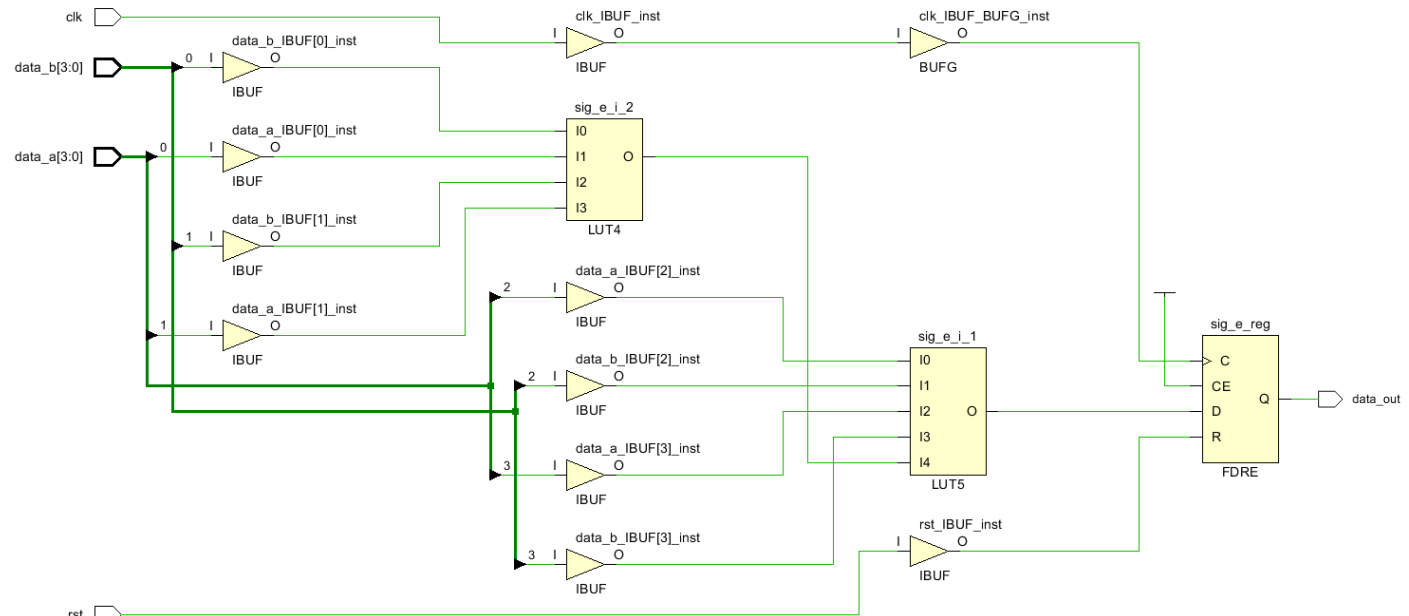 clk
clk_IBUF_inst
I
O
IBUF
clk_IBUF_BUFG_inst
I
O
BUFG
data_b[3:0]
data_b_IBUF[0]_inst
0
I
O
IBUF
data_a[3:0]
data_a_IBUF[0]_inst
0
I
O
IBUF
data_b_IBUF[1]_inst
1
I
O
IBUF
data_a_IBUF[1]_inst
1
I
O
IBUF
sig_e_i_2
I0
I1
O
I2
I3
LUT4
data_a_IBUF[2]_inst
2
I
O
IBUF
data_b_IBUF[2]_inst
2
I
O
IBUF
data_a_IBUF[3]_inst
3
I
O
IBUF
data_b_IBUF[3]_inst
3
I
O
IBUF
sig_e_i_1
I0
I1
I2
O
I3
I4
LUT5
sig_e_reg
C
CE
Q
D
R
FDRE
data_out
rst_IBUF_inst
I
O
IBUF
rst